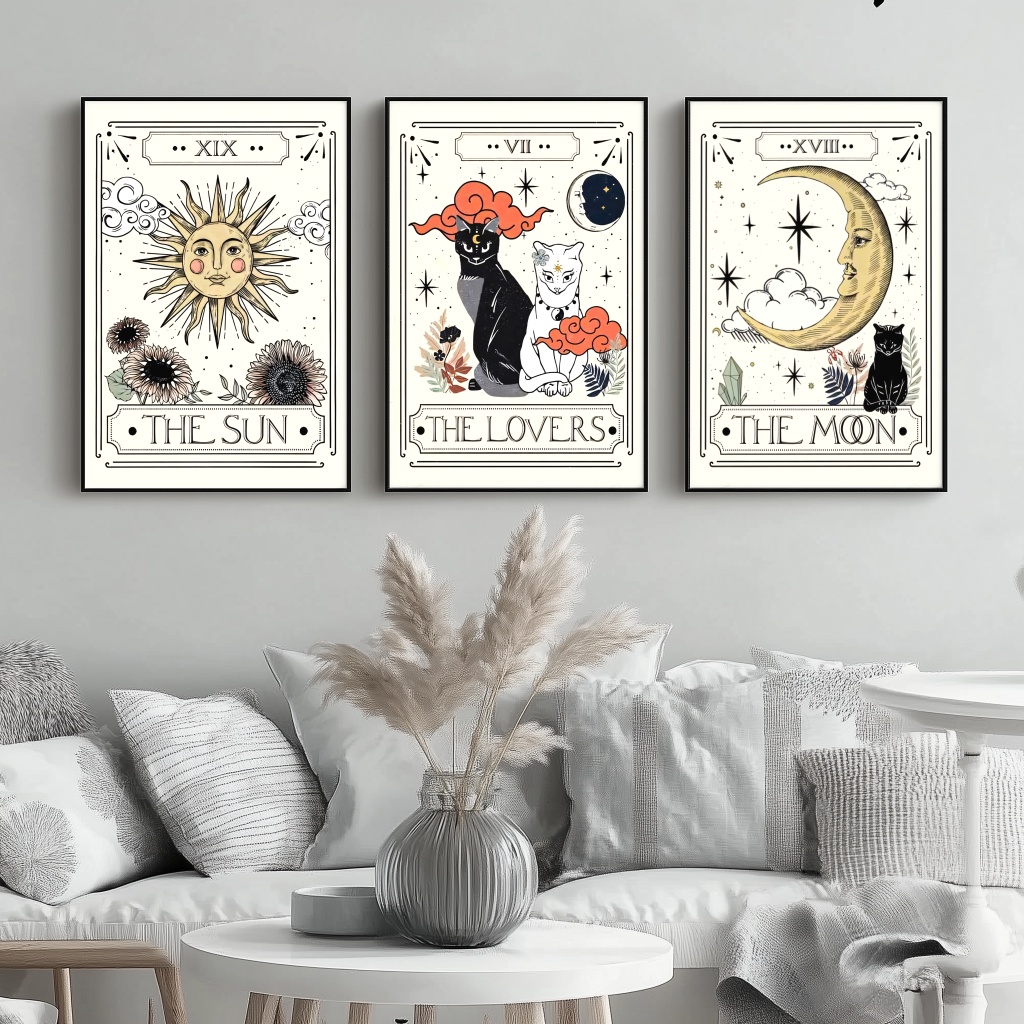 •• XIX ••
THE SUN
•• VII ••
• THE LOVERS •
•• XVIII ••
• THE MOON •